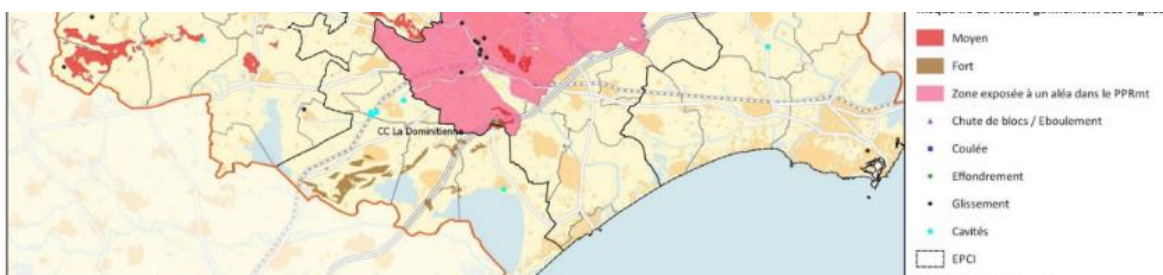 CC La Domitienne
Moyen
Fort
Zone exposée à un aléa dans le PPRmt
Chute de blocs / Eboulement
Coulée
Effondrement
Glissement
Cavités
EPCI